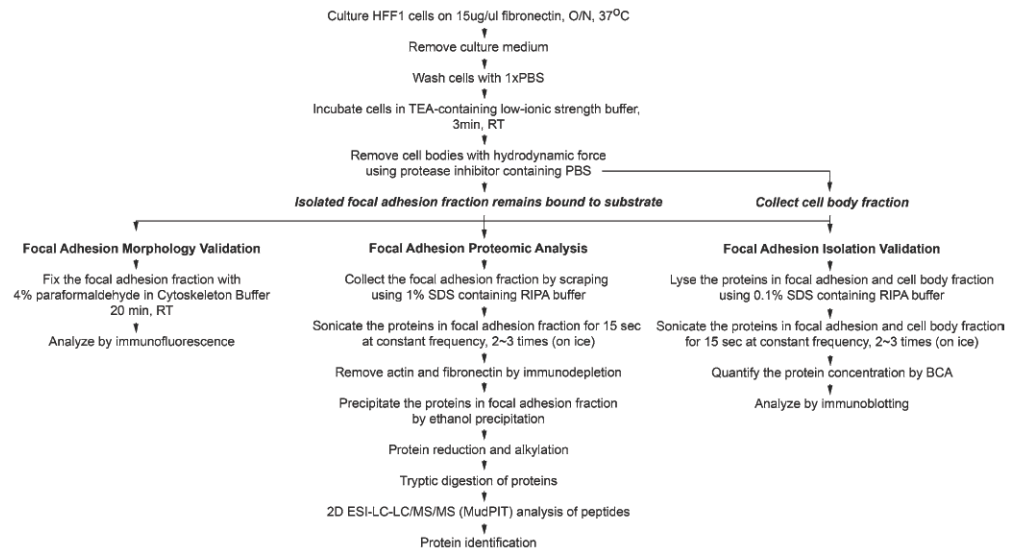 Culture HFF1 cells on 15ug/ul fibronectin, O/N, 37°C
Remove culture medium
Wash cells with 1xPBS
Incubate cells in TEA-containing low-ionic strength buffer,
3min, RT
Remove cell bodies with hydrodynamic force
using protease inhibitor containing PBS
Isolated focal adhesion fraction remains bound to substrate
Collect cell body fraction
Focal Adhesion Morphology Validation
Fix the focal adhesion fraction with
4% paraformaldehyde in Cytoskeleton Buffer
20 min, RT
Analyze by immunofluorescence
Focal Adhesion Proteomic Analysis
Collect the focal adhesion fraction by scraping
using 1% SDS containing RIPA buffer
Sonicate the proteins in focal adhesion fraction for 15 sec
at constant frequency, 2~3 times (on ice)
Remove actin and fibronectin by immunodepletion
Precipitate the proteins in focal adhesion fraction
by ethanol precipitation
Protein reduction and alkylation
Tryptic digestion of proteins
2D ESI-LC-LC/MS/MS (MudPIT) analysis of peptides
Protein identification
Focal Adhesion Isolation Validation
Lyse the proteins in focal adhesion and cell body fraction
using 0.1% SDS containing RIPA buffer
Sonicate the proteins in focal adhesion and cell body fraction
for 15 sec at constant frequency, 2~3 times (on ice)
Quantify the protein concentration by BCA
Analyze by immunoblotting